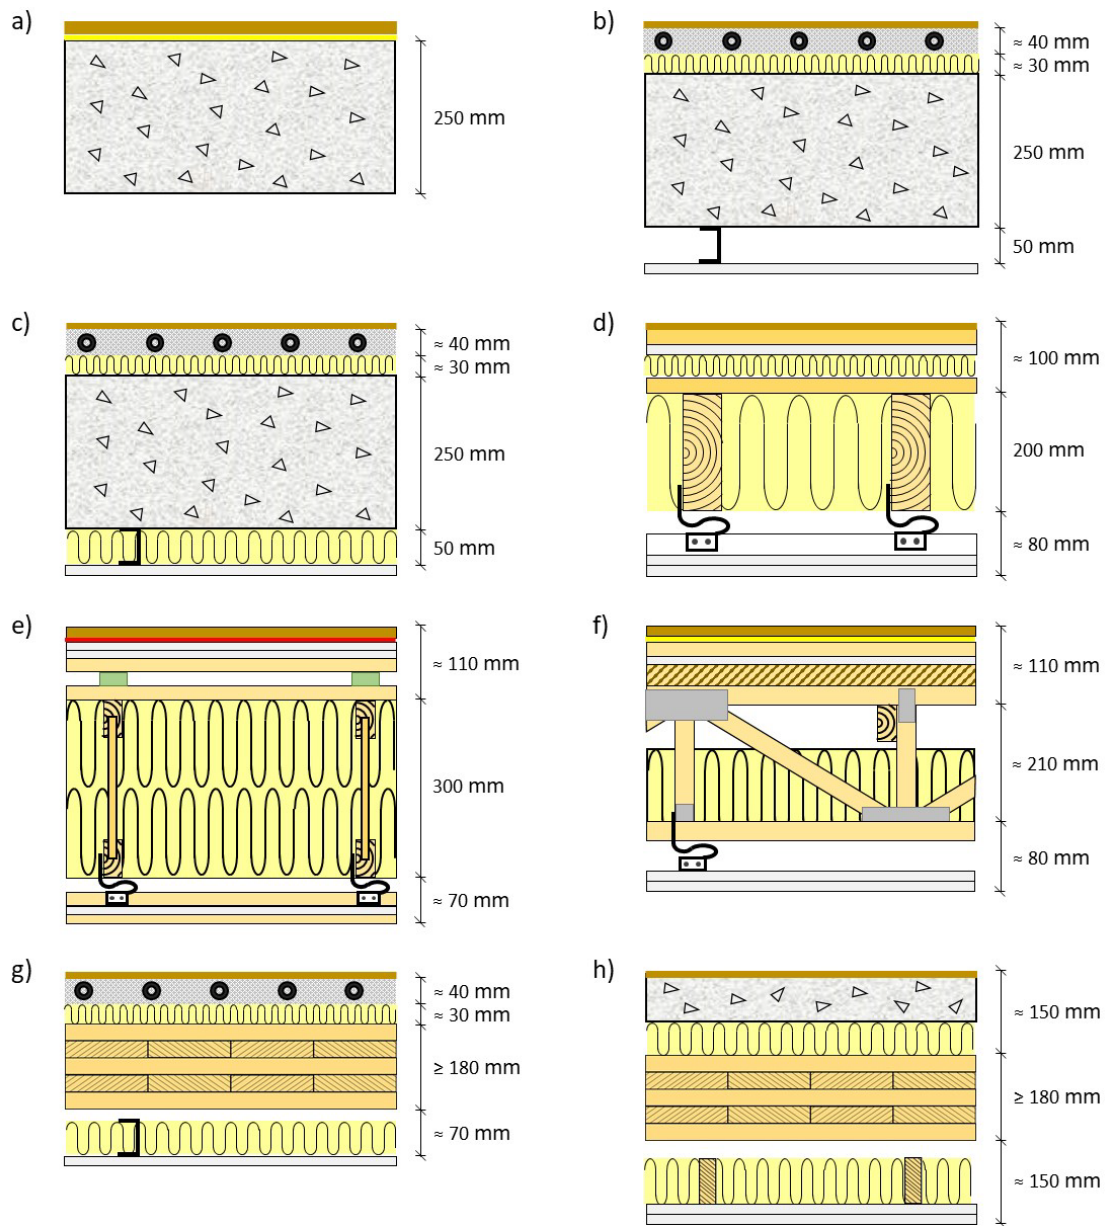 a)
250 mm
b)
≈ 40 mm
≈ 30 mm
250 mm
50 mm
c)
≈ 40 mm
≈ 30 mm
250 mm
50 mm
d)
≈ 100 mm
200 mm
≈ 80 mm
e)
≈ 110 mm
300 mm
≈ 70 mm
f)
≈ 110 mm
≈ 210 mm
≈ 80 mm
g)
≈ 40 mm
≈ 30 mm
≥ 180 mm
≈ 70 mm
h)
≈ 150 mm
≥ 180 mm
≈ 150 mm